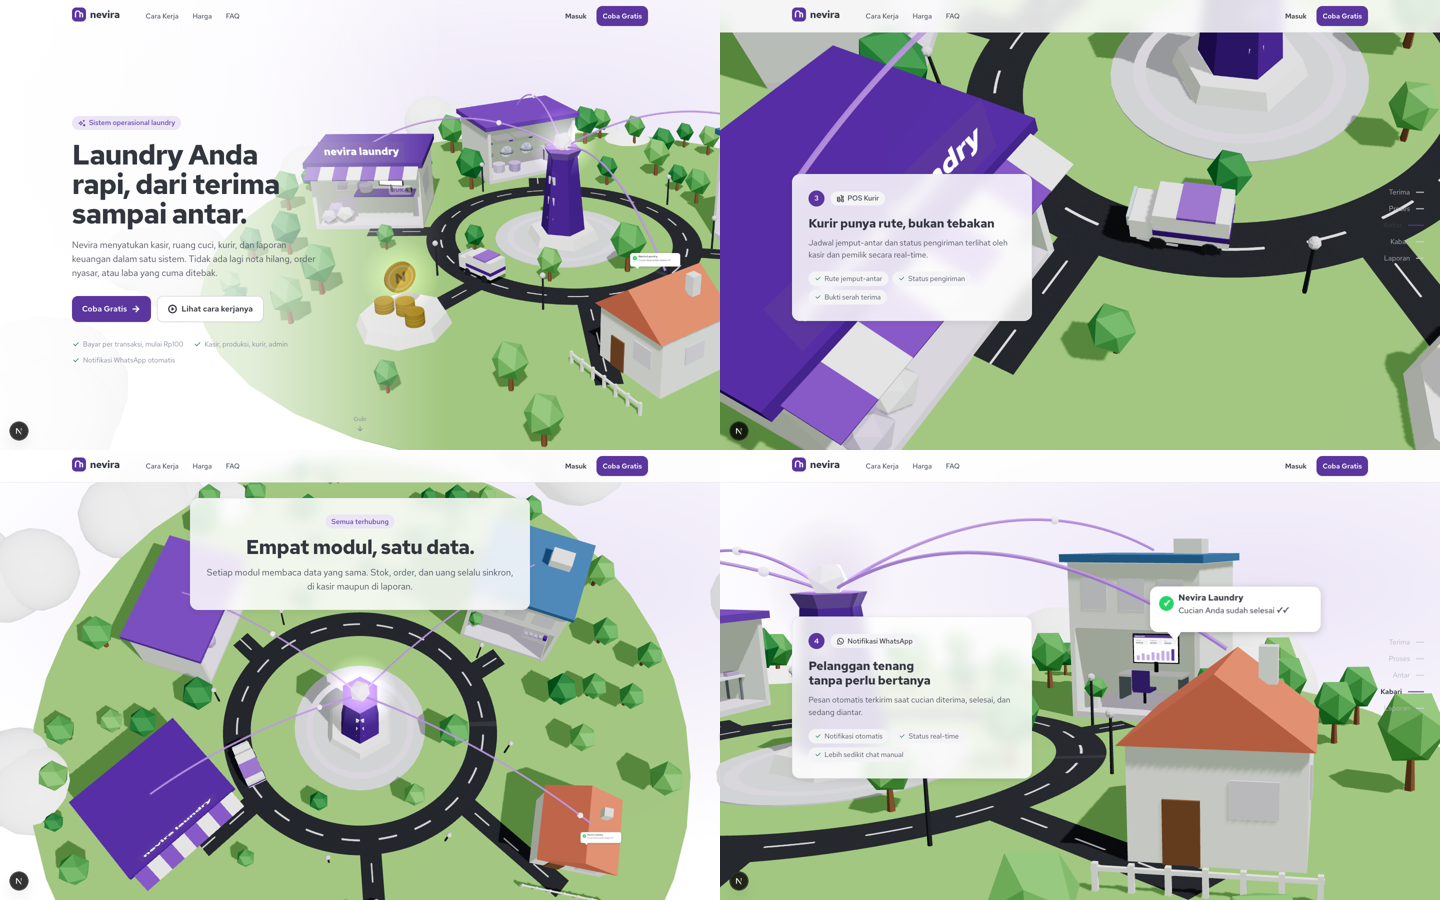 nevira
Cara Kerja
Harga
FAQ
Masuk
Coba Gratis
Sistem operasional laundry
Laundry Anda
rapi, dari terima
sampai antar.
Nevira menyatukan kasir, ruang cuci, kurir, dan laporan
keuangan dalam satu sistem. Tidak ada lagi nota hilang, order
nyasar, atau laba yang cuma ditebak.
Coba Gratis
Lihat cara kerjanya
Bayar per transaksi, mulai Rp100
Kasir, produksi, kurir, admin
Notifikasi WhatsApp otomatis
nevira laundry
N
Gulir
N
nevira
Cara Kerja
Harga
FAQ
Masuk
Coba Gratis
3
POS Kurir
Kurir punya rute, bukan tebakan
Jadwal jemput-antar dan status pengiriman terlihat oleh
kasir dan pemilik secara real-time.
Rute jemput-antar
Status pengiriman
Bukti serah terima
Terima
Proses
Kabari
Laporan
N
nevira
Cara Kerja
Harga
FAQ
Masuk
Coba Gratis
Semua terhubung
Empat modul, satu data.
Setiap modul membaca data yang sama. Stok, order, dan uang selalu sinkron,
di kasir maupun di laporan.
nevira laundry
N
nevira
Cara Kerja
Harga
FAQ
Masuk
Coba Gratis
4
Notifikasi WhatsApp
Pelanggan tenang
tanpa perlu bertanya
Pesan otomatis terkirim saat cucian diterima, selesai, dan
sedang diantar.
Notifikasi otomatis
Status real-time
Lebih sedikit chat manual
Nevira Laundry
Cucian Anda sudah selesai ✓✓
Terima
Proses
Antar
Kabari
Laporan
N